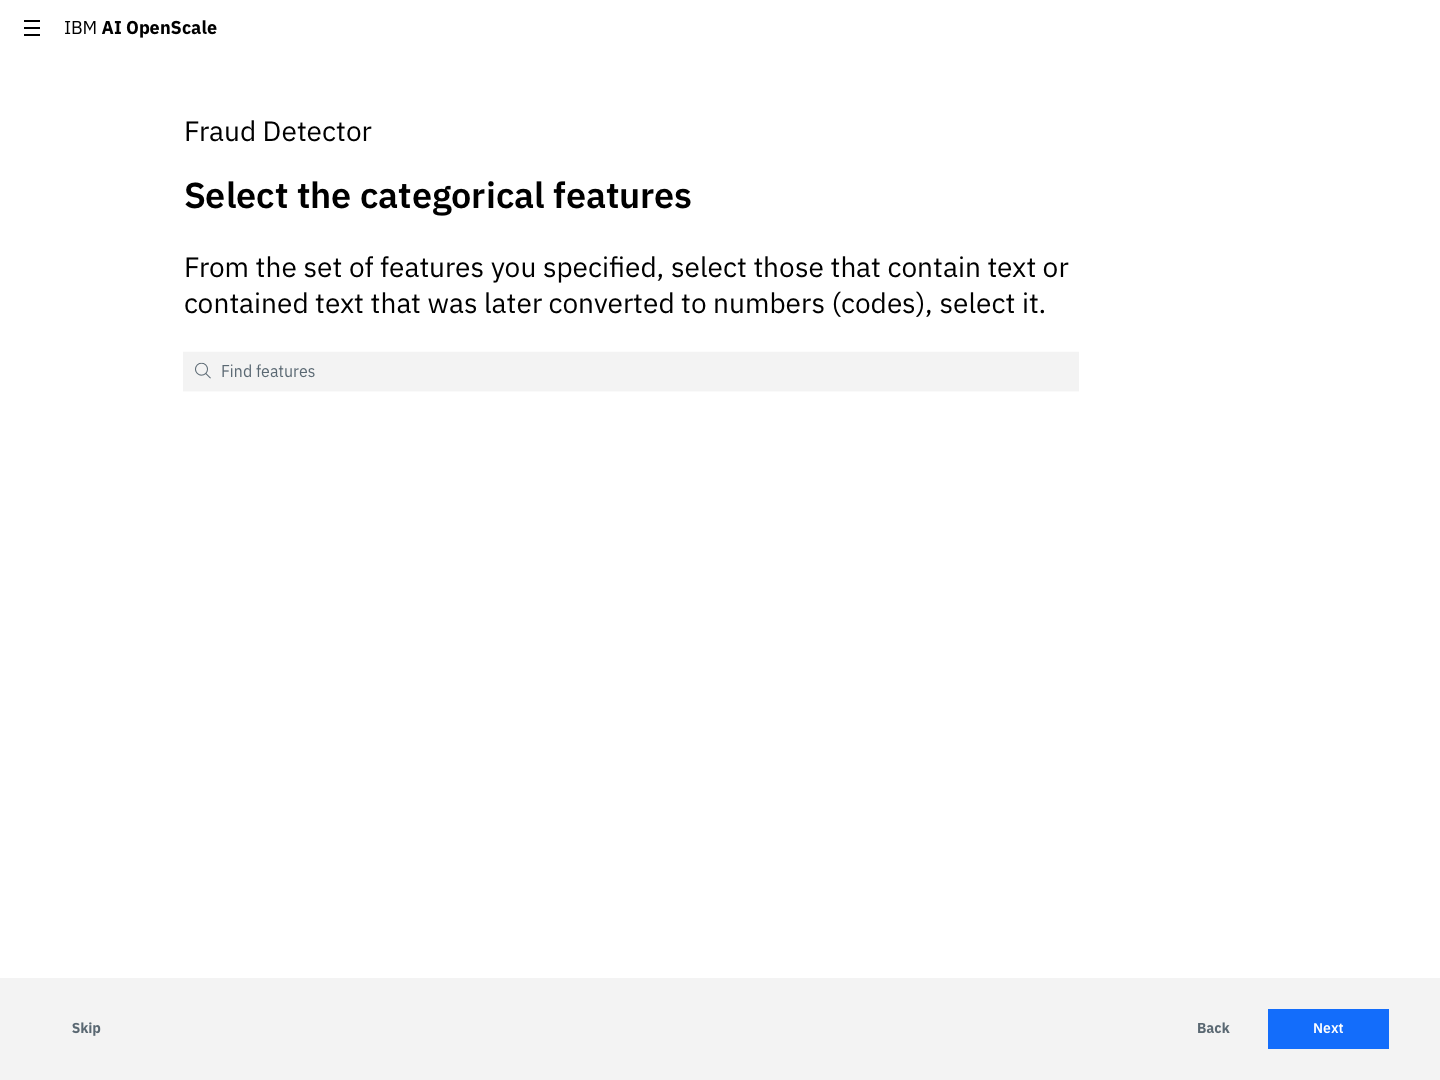 IBM AI OpenScale
Fraud Detector
Select the categorical features
From the set of features you specified, select those that contain text or
contained text that was later converted to numbers (codes), select it.
Find features
Skip
Back
Next